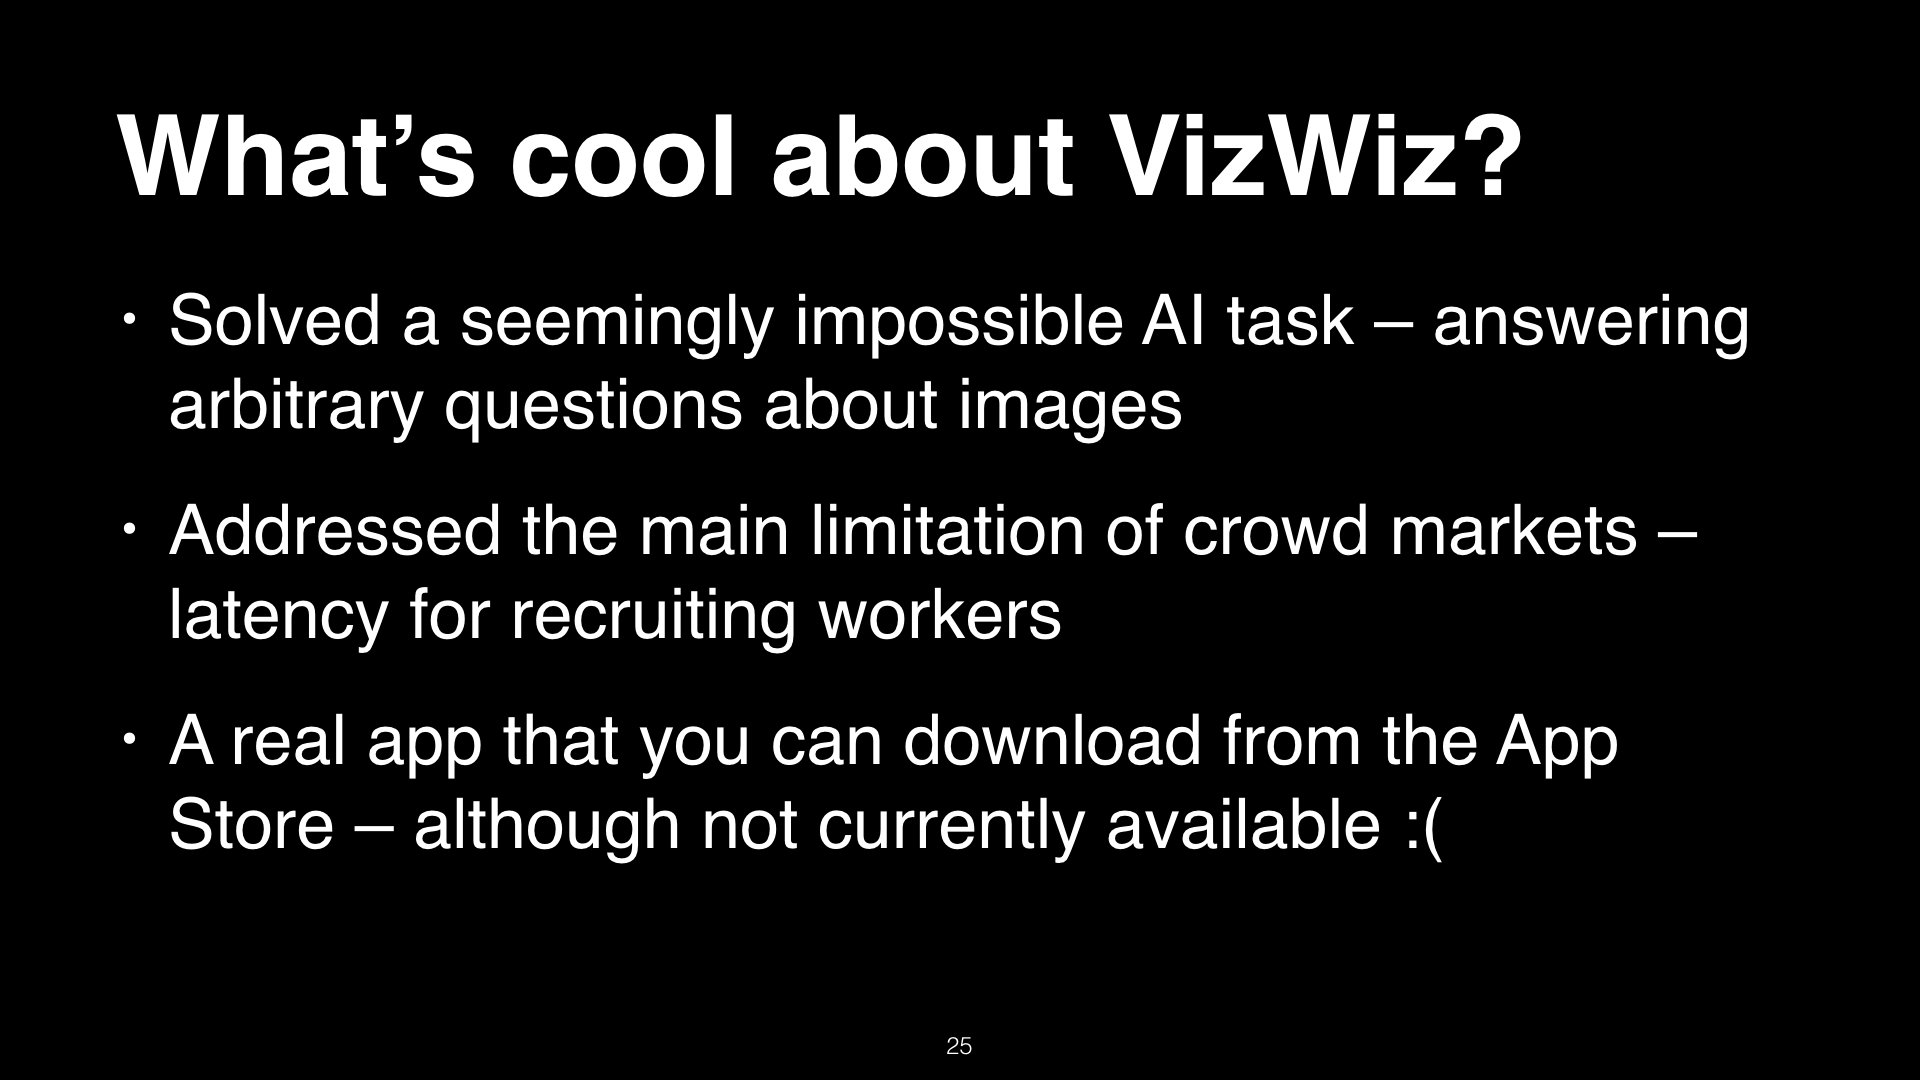 What’s cool about VizWiz?
• Solved a seemingly impossible AI task – answering
arbitrary questions about images
• Addressed the main limitation of crowd markets –
latency for recruiting workers
• A real app that you can download from the App
Store – although not currently available :(
25